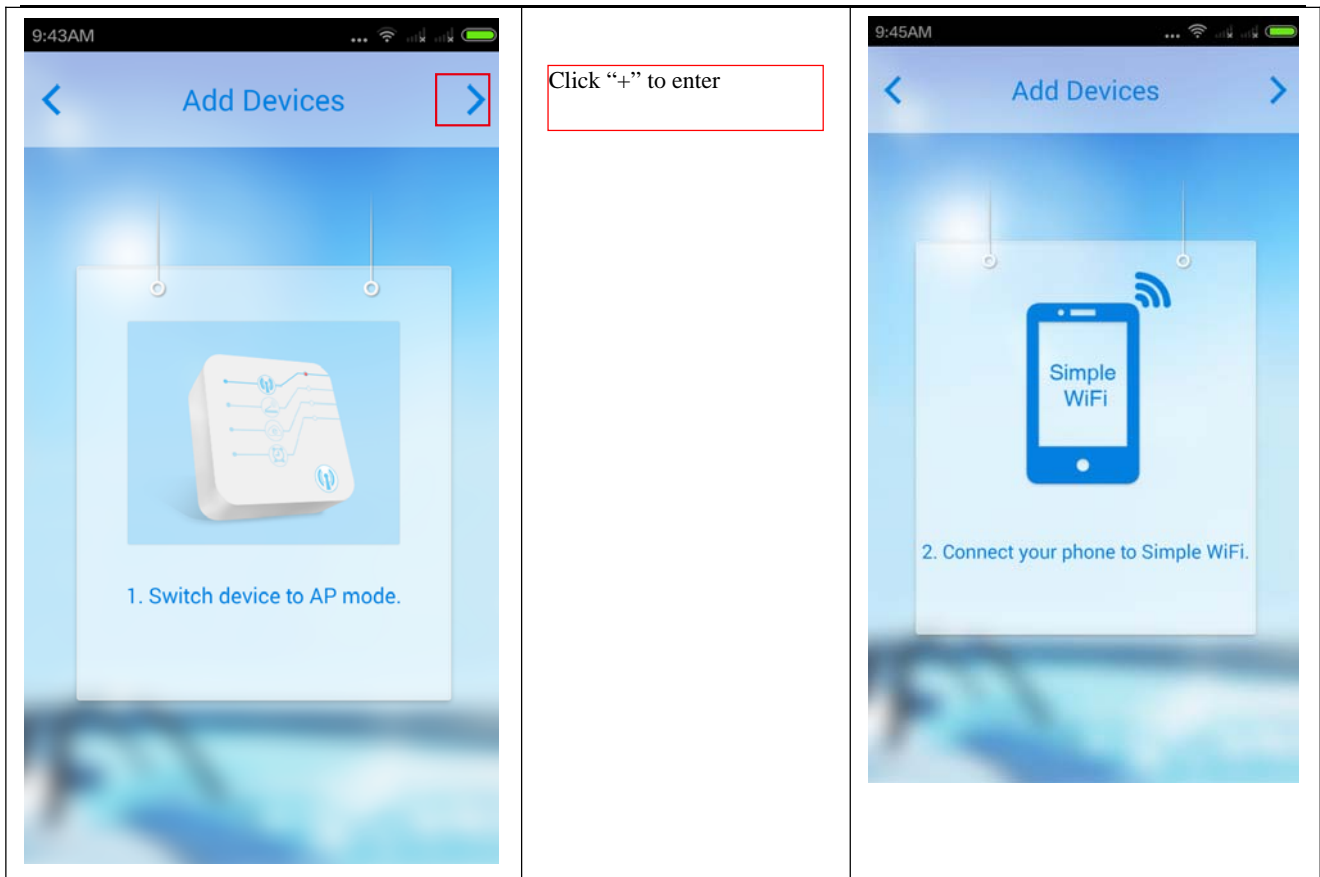 9:43AM
Add Devices
1. Switch device to AP mode.
Click “+” to enter
9:45AM
Add Devices
Simple
WiFi
2. Connect your phone to Simple WiFi.